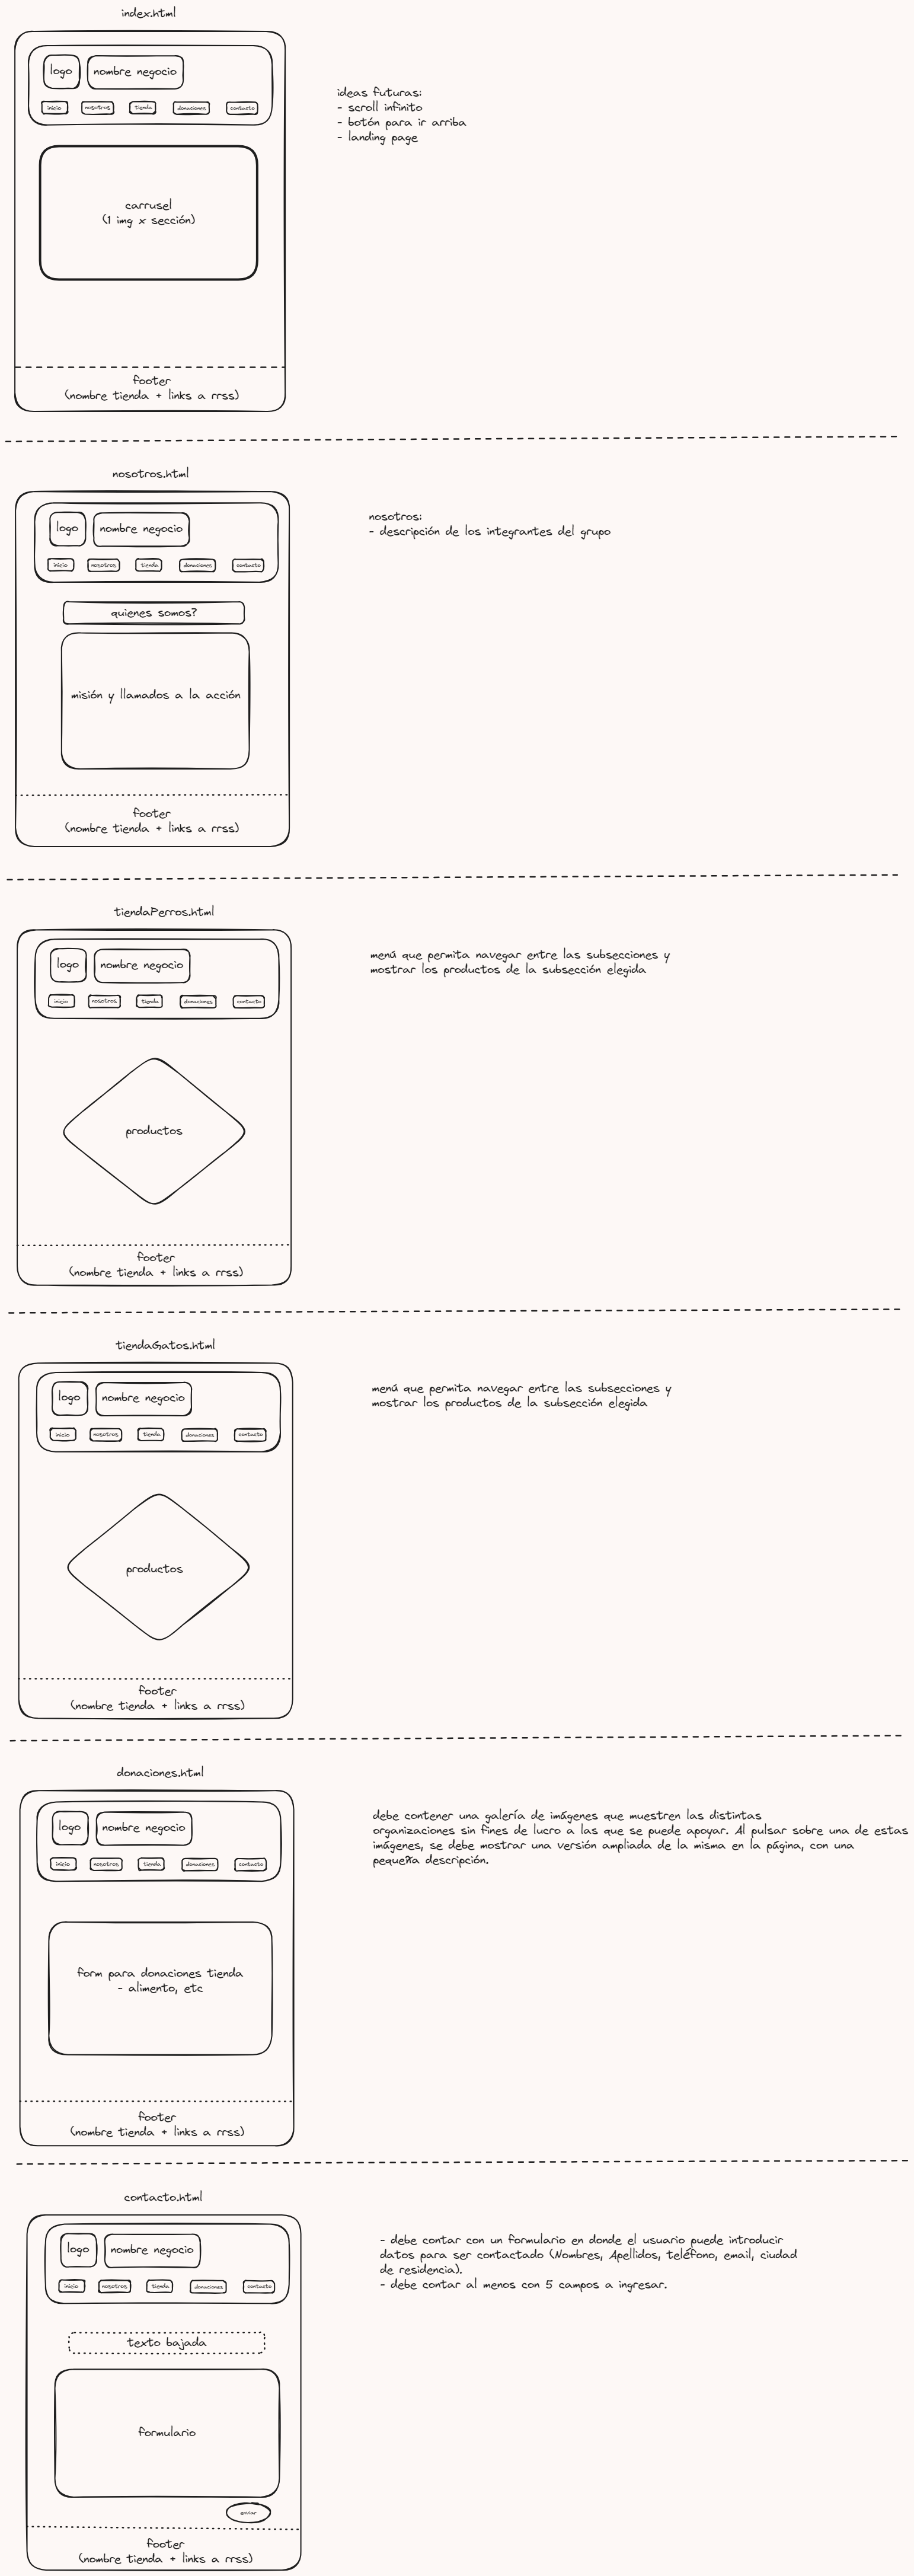 index.html
logo
nombre negocio
inicio
nosotros
tienda
donaciones
contacto
carrusel
(1 img x sección)
footer
(nombre tienda + links a rrss)
ideas futuras:
- scroll infinito
- botón para ir arriba
- landing page
nosotros.html
logo
nombre negocio
inicio
nosotros
tienda
donaciones
contacto
quienes somos?
misión y llamados a la acción
footer
(nombre tienda + links a rrss)
nosotros:
- descripción de los integrantes del grupo
tiendaPerros.html
logo
nombre negocio
inicio
nosotros
tienda
donaciones
contacto
productos
footer
(nombre tienda + links a rrss)
menú que permita navegar entre las subsecciones y
mostrar los productos de la subsección elegida
tiendaGatos.html
logo
nombre negocio
inicio
nosotros
tienda
donaciones
contacto
productos
footer
(nombre tienda + links a rrss)
menú que permita navegar entre las subsecciones y
mostrar los productos de la subsección elegida
donaciones.html
logo
nombre negocio
inicio
nosotros
tienda
donaciones
contacto
form para donaciones tienda
- alimento, etc
footer
(nombre tienda + links a rrss)
debe contener una galería de imágenes que muestren las distintas
organizaciones sin fines de lucro a las que se puede apoyar. Al pulsar sobre una de estas
imágenes, se debe mostrar una versión ampliada de la misma en la página, con una
pequeña descripción.
contacto.html
logo
nombre negocio
inicio
nosotros
tienda
donaciones
contacto
texto bajada
formulario
enviar
footer
(nombre tienda + links a rrss)
- debe contar con un formulario en donde el usuario puede introducir
datos para ser contactado (Nombres, Apellidos, teléfono, email, ciudad
de residencia).
- debe contar al menos con 5 campos a ingresar.